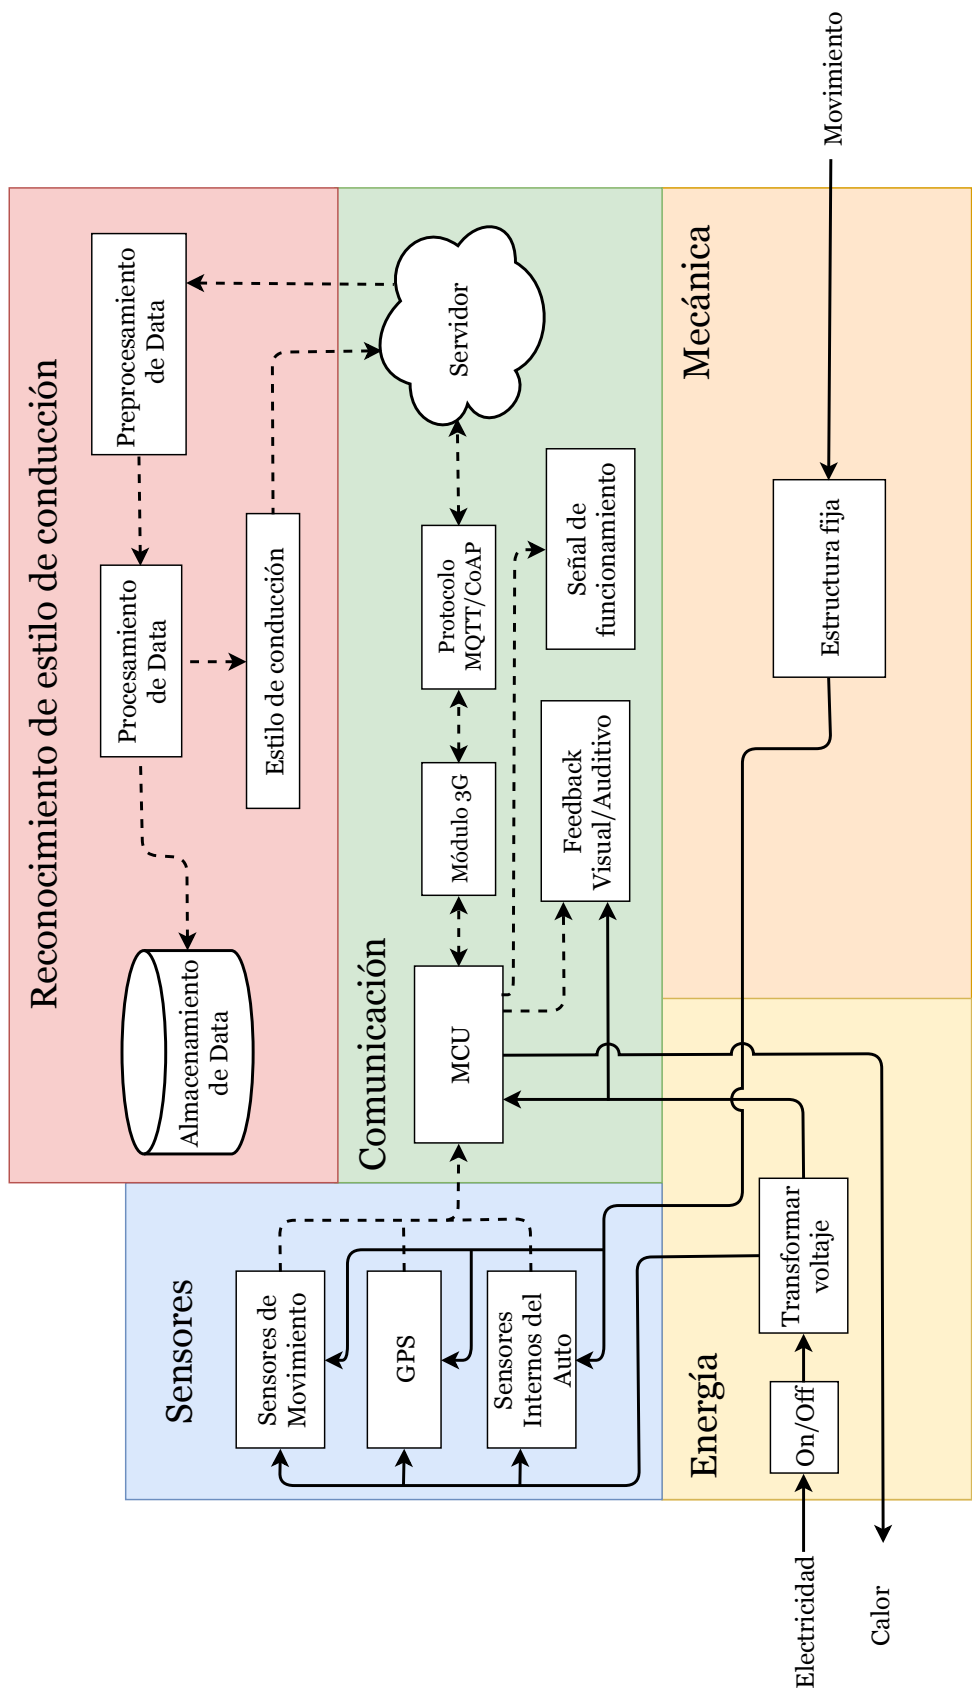 Reconocimiento de estilo de conducción
Almacenamiento
de Data
Procesamiento
de Data
Preprocesamiento
de Data
Estilo de conducción
Sensores
Sensores de
Movimiento
GPS
Sensores
Internos del
Auto
Comunicación
MCU
Módulo 3G
Protocolo
MQTT/CoAP
Servidor
Feedback
Visual/Auditivo
Señal de
funcionamiento
Energía
On/Off
Transformar
voltaje
Mecánica
Estructura fija
Electricidad
Calor
Movimiento